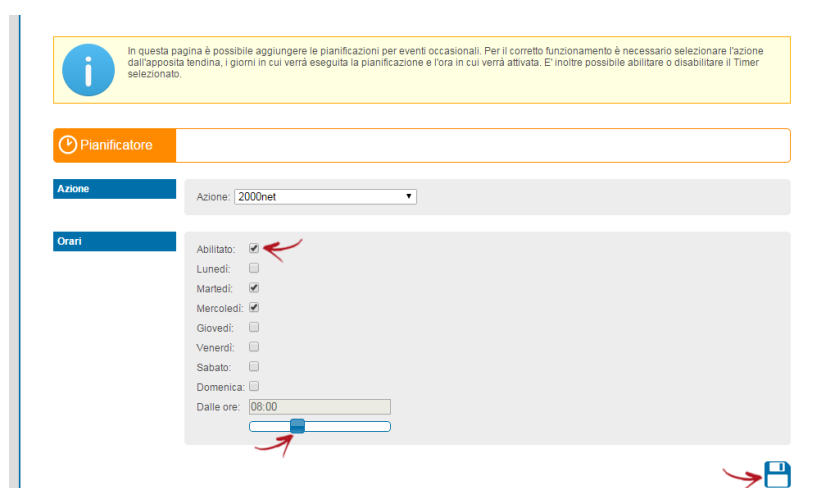 In questa pagina è possibile aggiungere le pianificazioni per eventi occasionali. Per il corretto funzionamento è necessario selezionare l'azione
dall'apposita tendina, i giorni in cui verrá eseguita la pianificazione e l'ora in cui verrá attivata. E' inoltre possibile abilitare o disabilitare il Timer
selezionato.
Pianificatore
Azione
Azione: 2000net
Orari
Abilitato:
Lunedì:
Martedì:
Mercoledì:
Giovedì:
Venerdì:
Sabato:
Domenica:
Dalle ore: 08:00